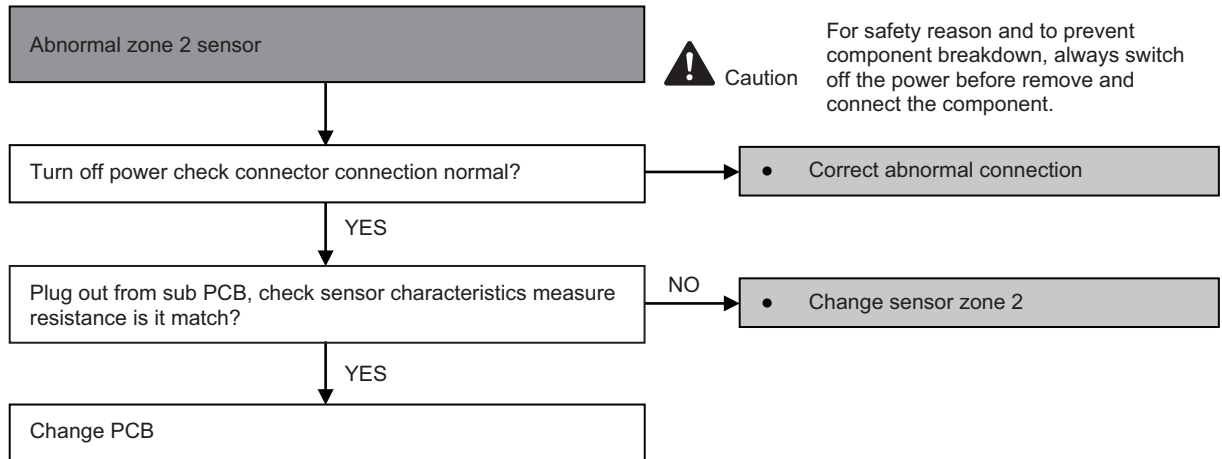 Abnormal zone 2 sensor
Caution
For safety reason and to prevent
component breakdown, always switch
off the power before remove and
connect the component.
Turn off power check connector connection normal?
● Correct abnormal connection
YES
Plug out from sub PCB, check sensor characteristics measure
resistance is it match?
NO
● Change sensor zone 2
YES
Change PCB